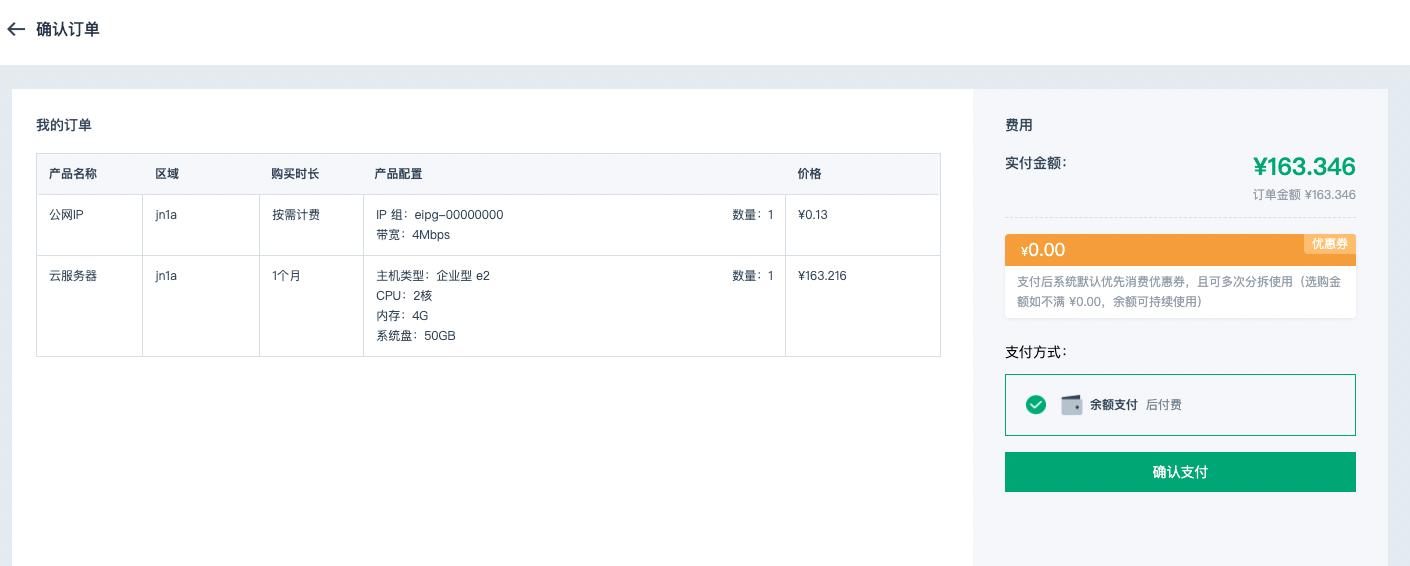 确认订单
我的订单
产品名称 区域 购买时长 产品配置 价格
公网IP jn1a 按需计费 IP 组：eipg-00000000 数量：1 ¥0.13
带宽：4Mbps
云服务器 jn1a 1个月 主机类型：企业型 e2 数量：1 ¥163.216
CPU：2核
内存：4G
系统盘：50GB
费用
实付金额： ¥163.346
订单金额 ¥163.346
¥0.00 优惠券
支付后系统默认优先消费优惠券，且可多次分拆使用（选购金
额如不满 ¥0.00，余额可持续使用）
支付方式：
余额支付 后付费
确认支付